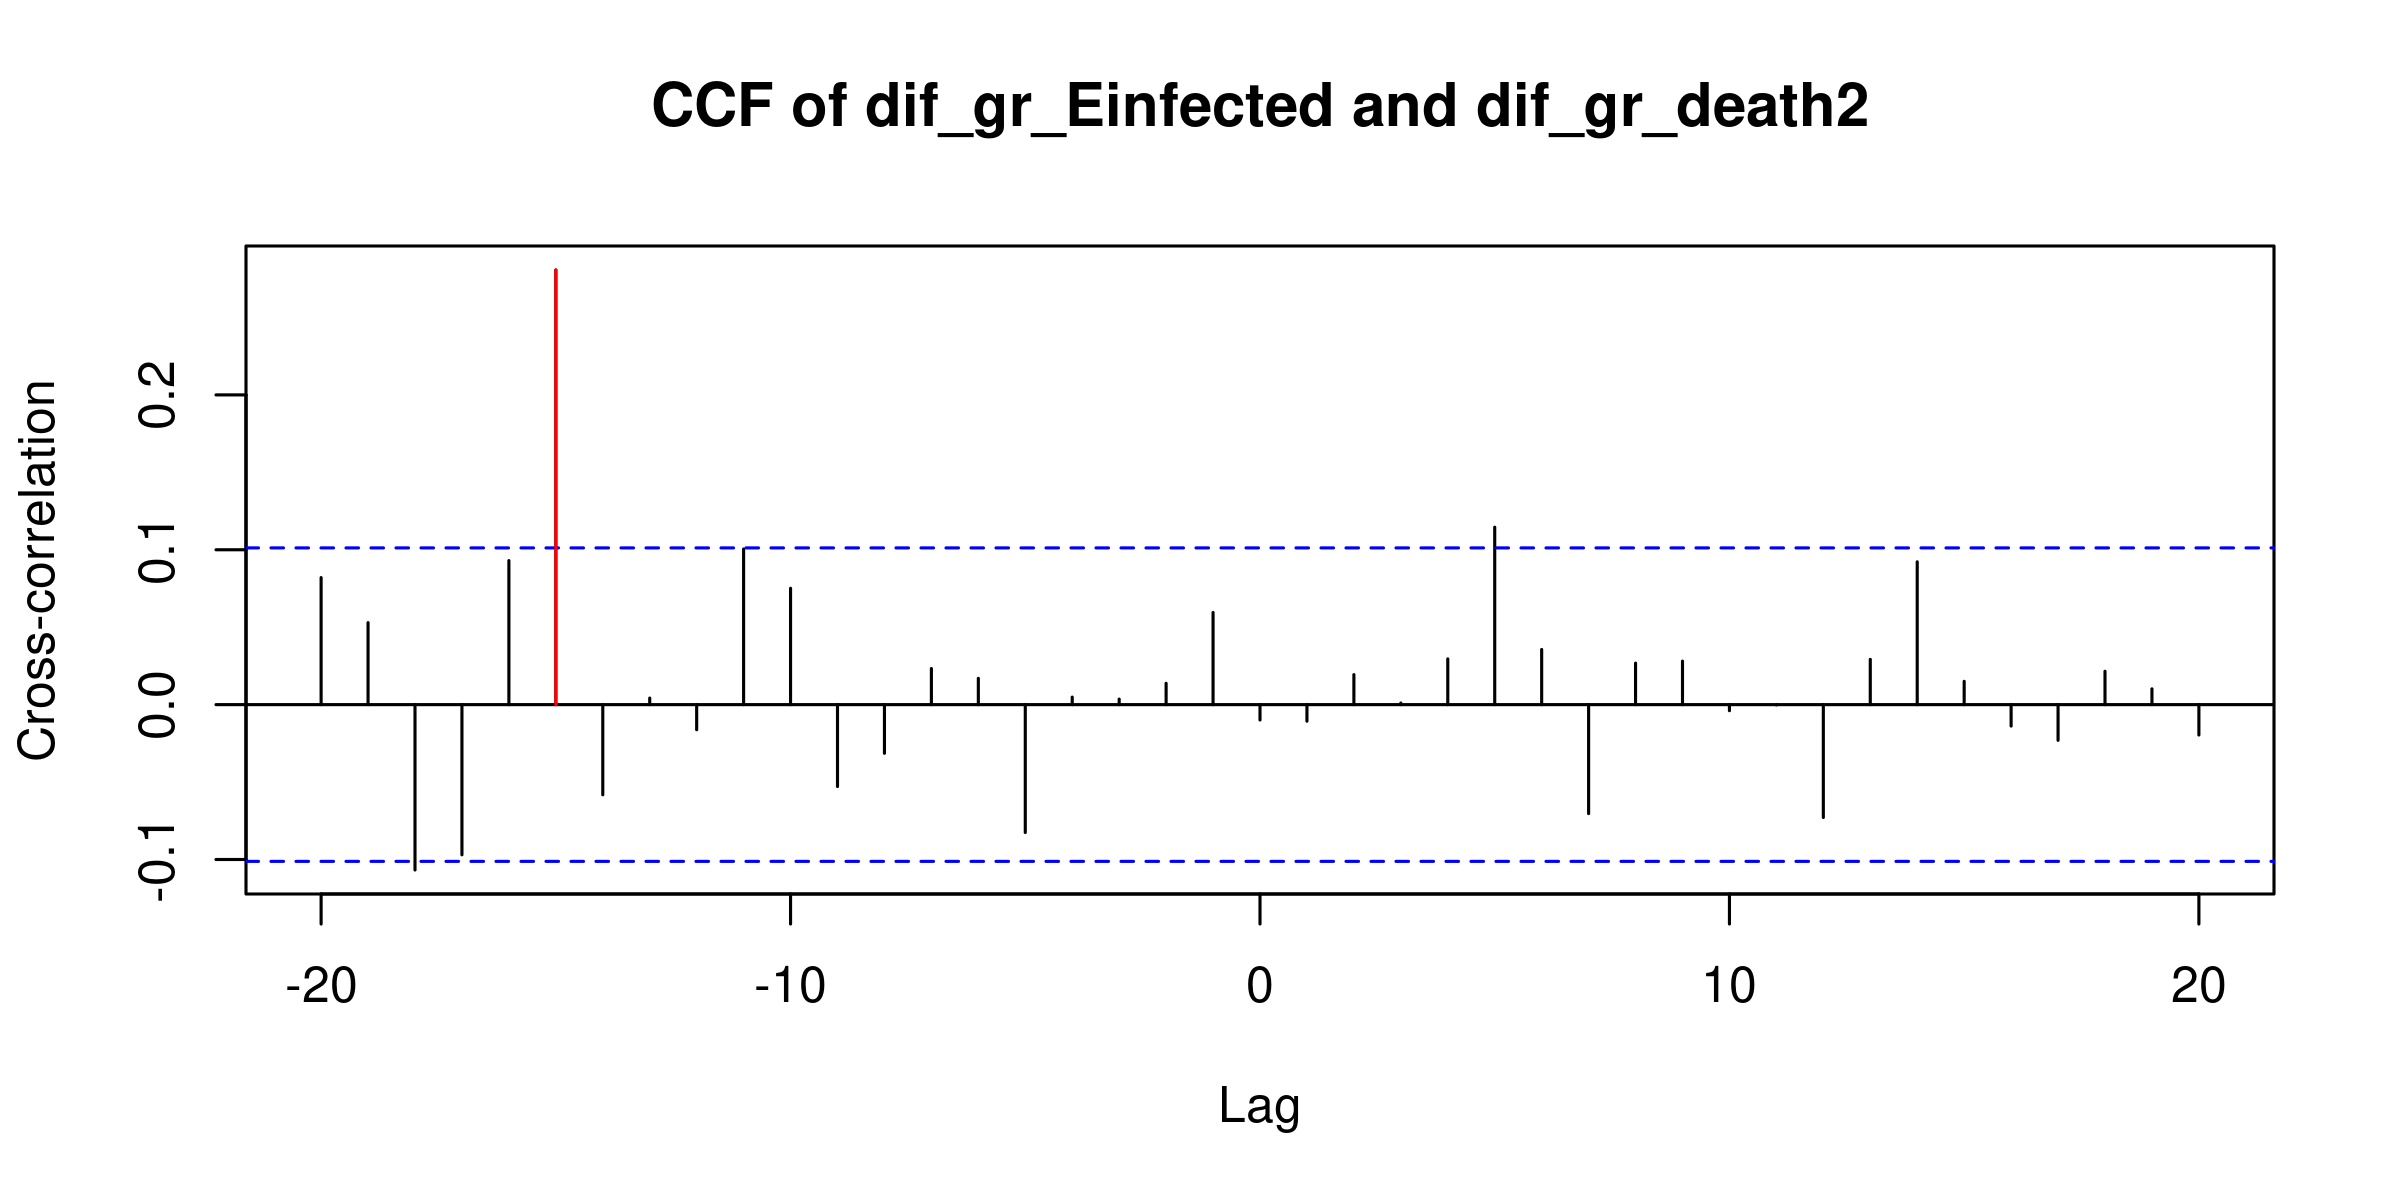 CCF of dif_gr_Einfected and dif_gr_death2
Cross-correlation
0.2
0.1
0.0
-0.1
-20 -10 0 10 20
Lag